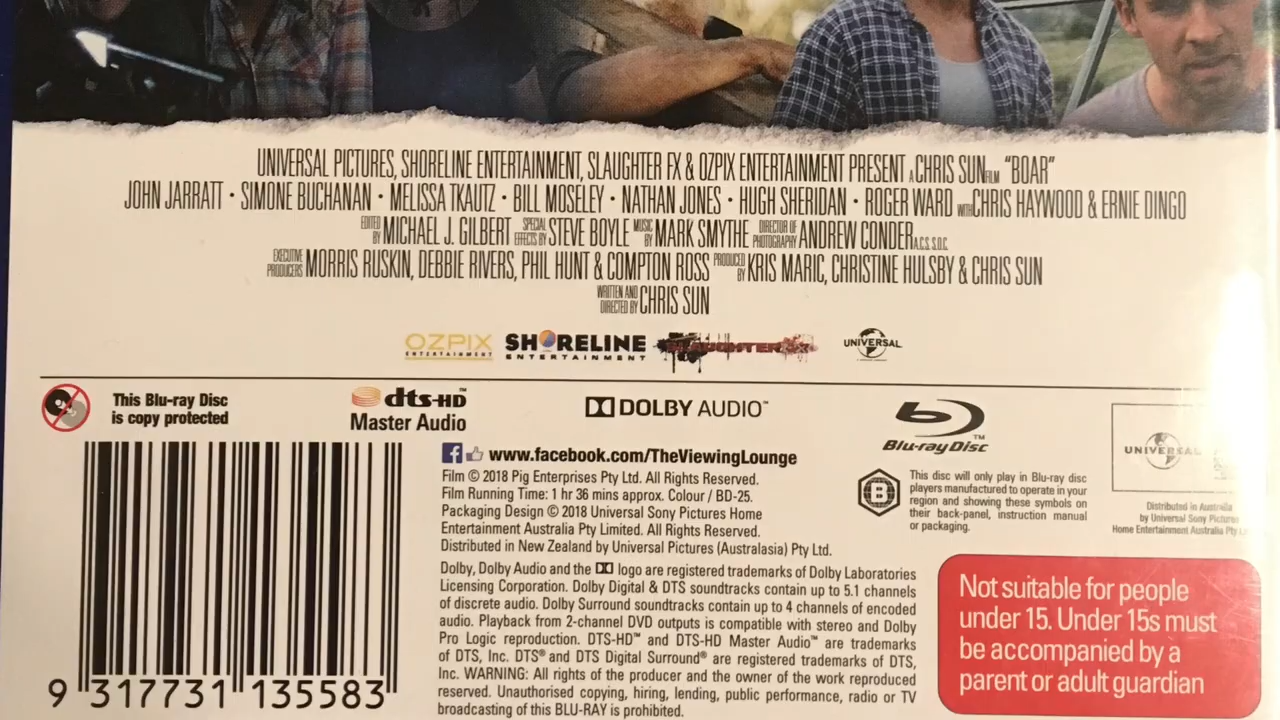 UNIVERSAL PICTURES, SHORELINE ENTERTAINMENT, SLAUGHTER FX & OZPIX ENTERTAINMENT PRESENT A CHRIS SUN FILM "BOAR"
JOHN JARRATT • SIMONE BUCHANAN • MELISSA TKAUTZ • BILL MOSELEY • NATHAN JONES • HUGH SHERIDAN • ROGER WARD WITH CHRIS HAYWOOD & ERNIE DINGO
EDITED BY MICHAEL J. GILBERT SPECIAL EFFECTS BY STEVE BOYLE MUSIC BY MARK SMYTHE DIRECTOR OF PHOTOGRAPHY ANDREW CONDER A.C.S. S.O.C.
EXECUTIVE PRODUCERS MORRIS RUSKIN, DEBBIE RIVERS, PHIL HUNT & COMPTON ROSS PRODUCED BY KRIS MARIC, CHRISTINE HULSBY & CHRIS SUN
WRITTEN AND DIRECTED BY CHRIS SUN
OZPIX ENTERTAINMENT SHORELINE ENTERTAINMENT SLAUGHTER FX UNIVERSAL
This Blu-ray Disc
is copy protected
dts-HD™
Master Audio
DOLBY AUDIO™
Blu-ray Disc™
UNIVERSAL
www.facebook.com/TheViewingLounge
Film © 2018 Pig Enterprises Pty Ltd. All Rights Reserved.
Film Running Time: 1 hr 36 mins approx. Colour / BD-25.
Packaging Design © 2018 Universal Sony Pictures Home
Entertainment Australia Pty Limited. All Rights Reserved.
Distributed in New Zealand by Universal Pictures (Australasia) Pty Ltd.
B
This disc will only play in Blu-ray disc
players manufactured to operate in your
region and showing these symbols on
their back-panel, instruction manual
or packaging.
Distributed in Australia
by Universal Sony Pictures
Home Entertainment Australia Pty
Dolby, Dolby Audio and the logo are registered trademarks of Dolby Laboratories
Licensing Corporation. Dolby Digital & DTS soundtracks contain up to 5.1 channels
of discrete audio. Dolby Surround soundtracks contain up to 4 channels of encoded
audio. Playback from 2-channel DVD outputs is compatible with stereo and Dolby
Pro Logic reproduction. DTS-HD™ and DTS-HD Master Audio™ are trademarks
of DTS, Inc. DTS® and DTS Digital Surround® are registered trademarks of DTS,
Inc. WARNING: All rights of the producer and the owner of the work reproduced
reserved. Unauthorised copying, hiring, lending, public performance, radio or TV
broadcasting of this BLU-RAY is prohibited.
9 317731 135583
Not suitable for people
under 15. Under 15s must
be accompanied by a
parent or adult guardian